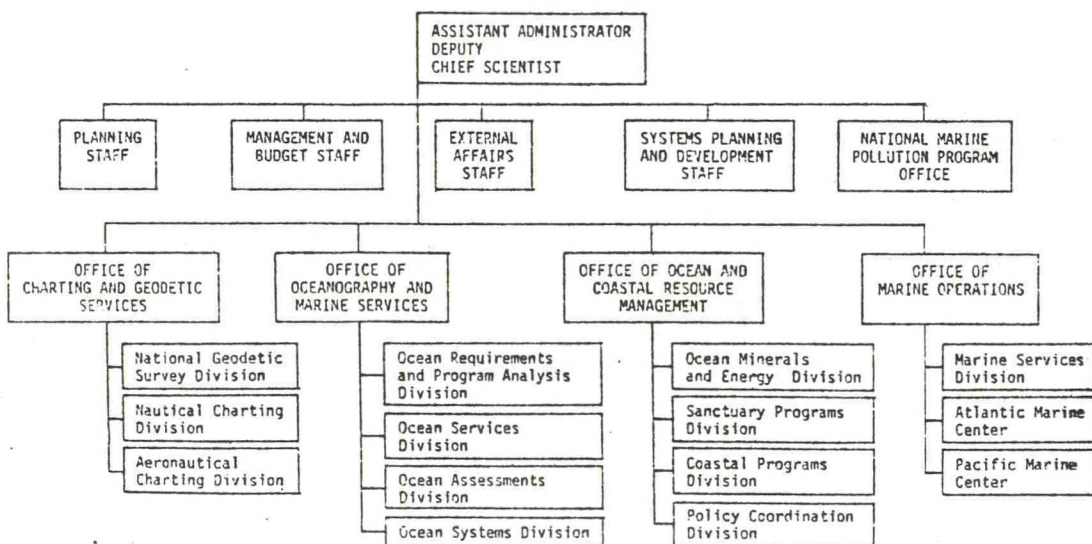 ASSISTANT ADMINISTRATOR
DEPUTY
CHIEF SCIENTIST
PLANNING
STAFF
MANAGEMENT AND
BUDGET STAFF
EXTERNAL
AFFAIRS
STAFF
SYSTEMS PLANNING
AND DEVELOPMENT
STAFF
NATIONAL MARINE
POLLUTION PROGRAM
OFFICE
OFFICE OF
CHARTING AND GEODETIC
SERVICES
National Geodetic
Survey Division
Nautical Charting
Division
Aeronautical
Charting Division
OFFICE OF
OCEANOGRAPHY AND
MARINE SERVICES
Ocean Requirements
and Program Analysis
Division
Ocean Services
Division
Ocean Assessments
Division
Ocean Systems Division
OFFICE OF OCEAN AND
COASTAL RESOURCE
MANAGEMENT
Ocean Minerals
and Energy Division
Sanctuary Programs
Division
Coastal Programs
Division
Policy Coordination
Division
OFFICE OF
MARINE OPERATIONS
Marine Services
Division
Atlantic Marine
Center
Pacific Marine
Center